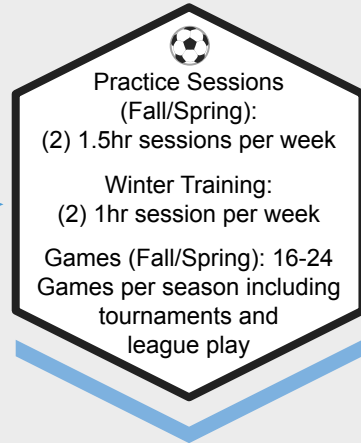 Practice Sessions
(Fall/Spring):
(2) 1.5hr sessions per week
Winter Training:
(2) 1hr session per week
Games (Fall/Spring): 16-24
Games per season including
tournaments and
league play